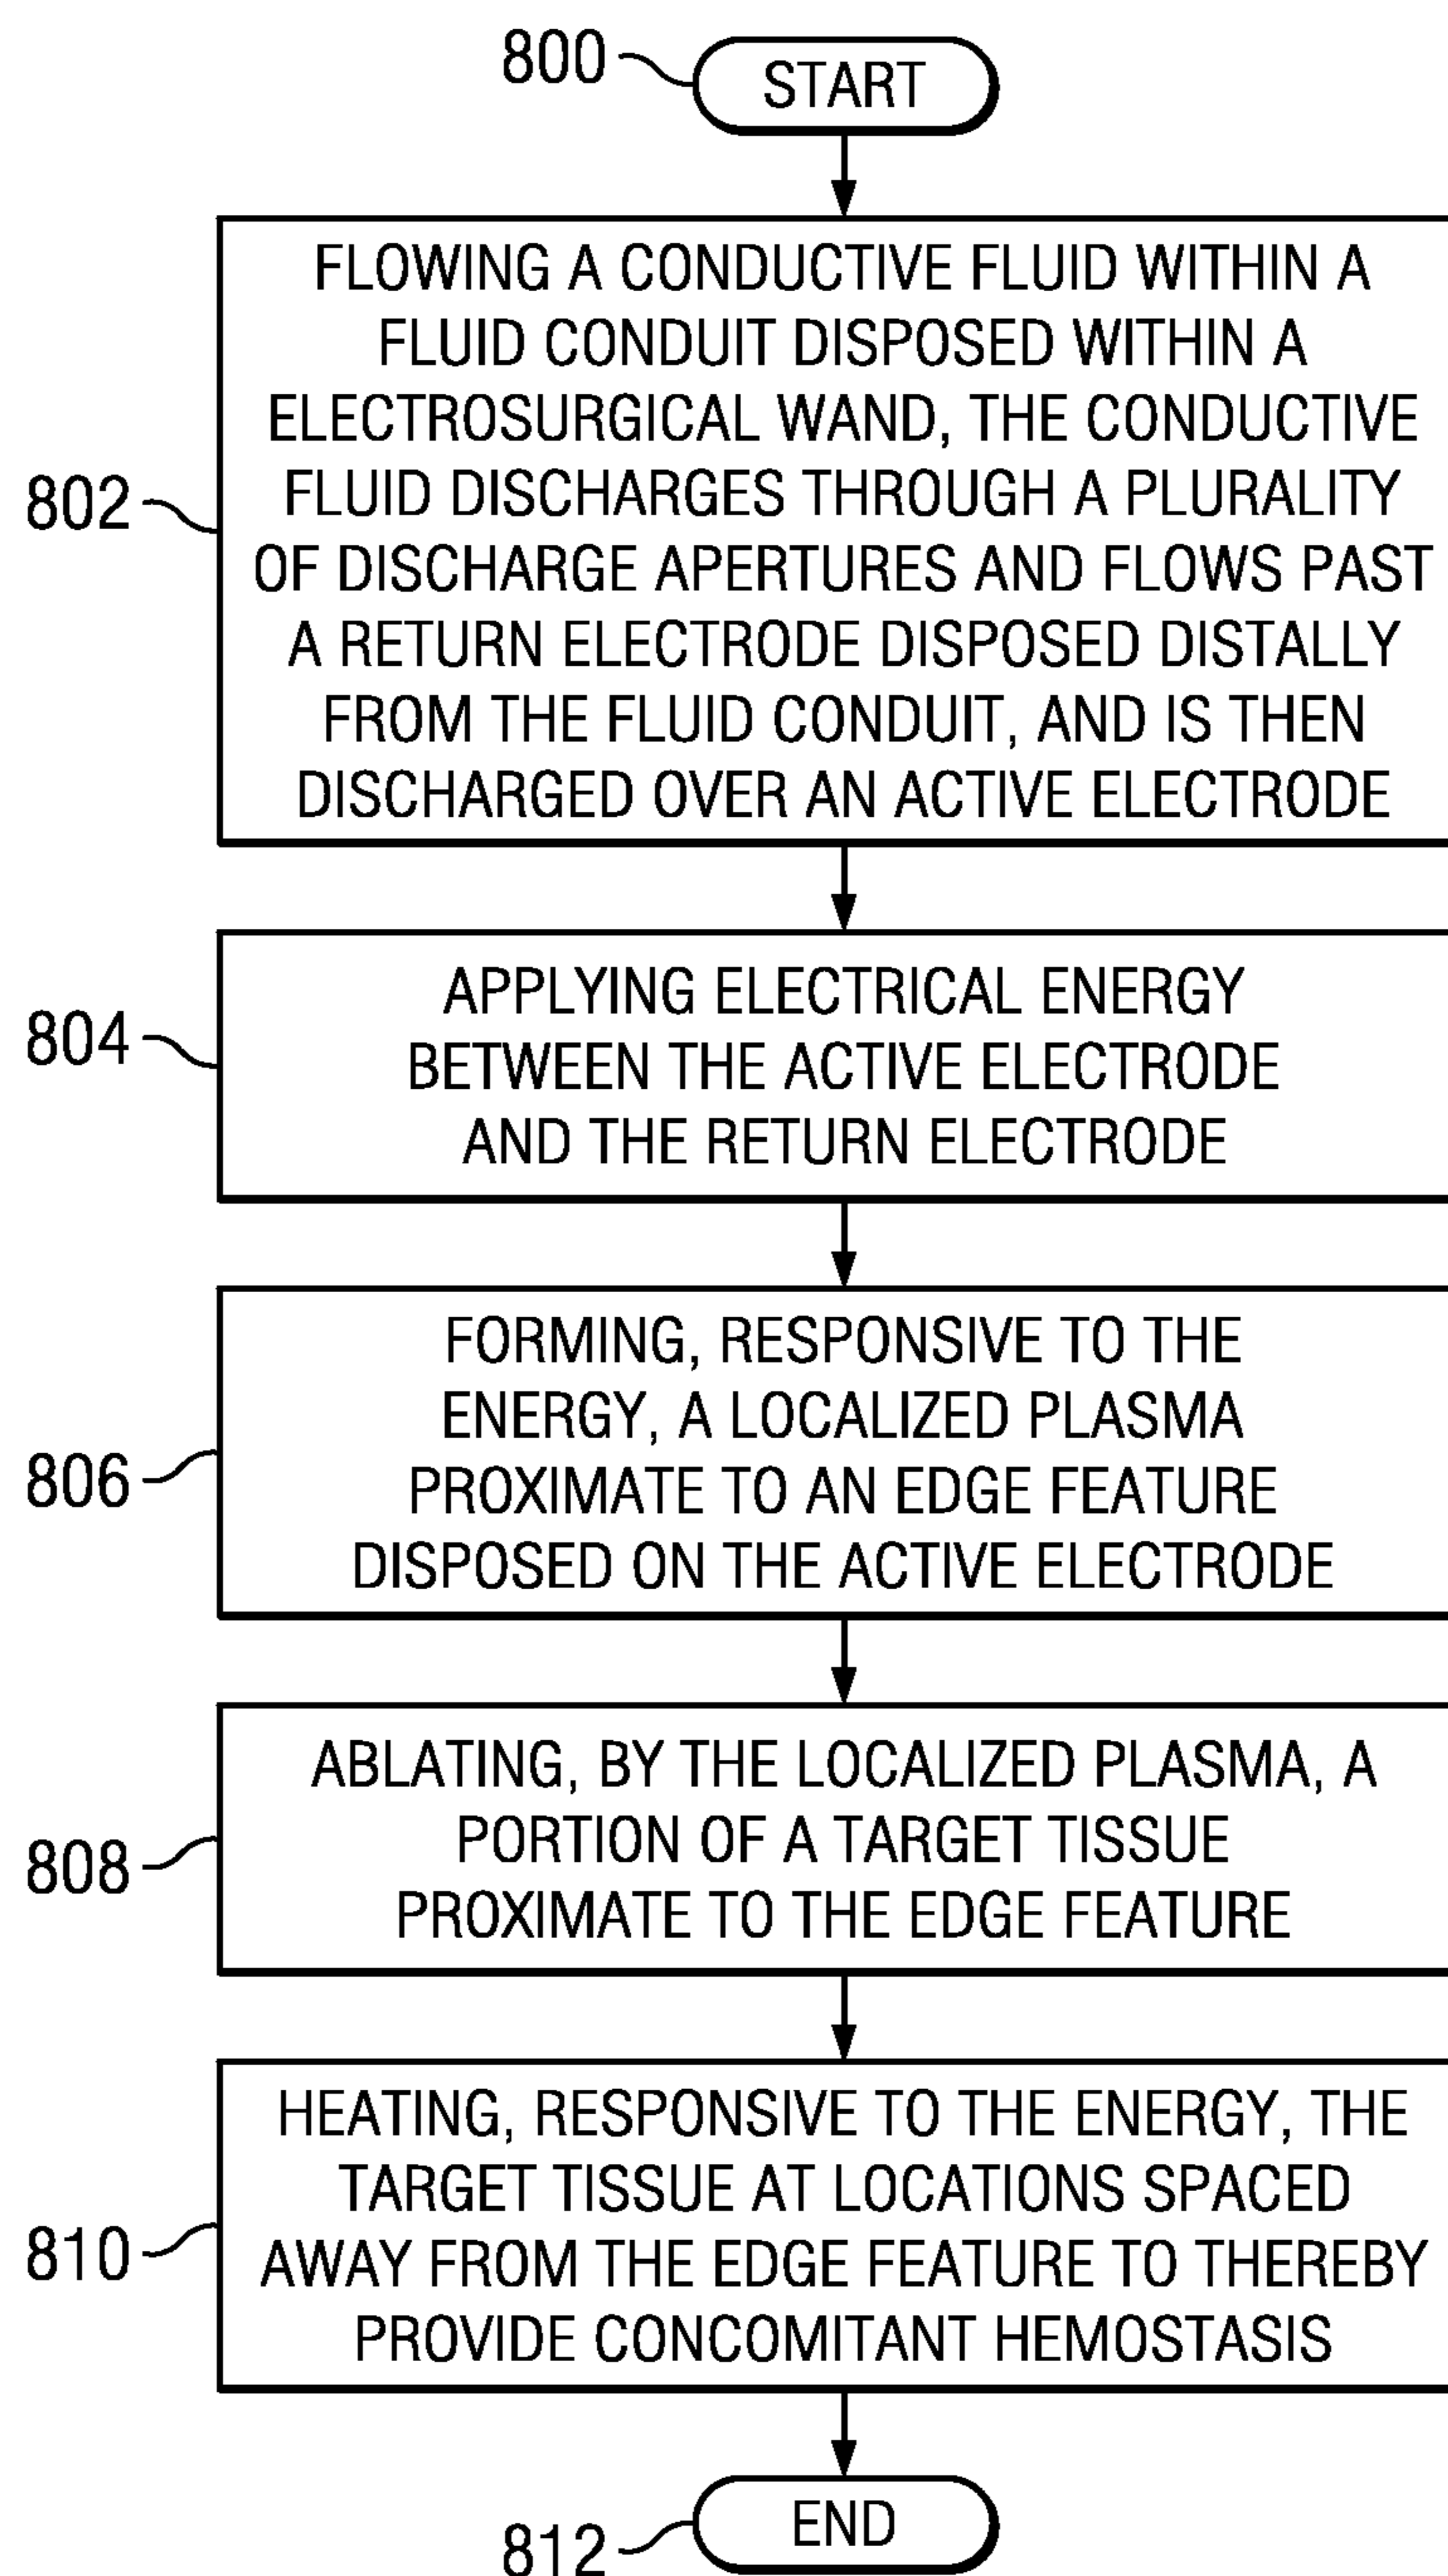 800
START
802
FLOWING A CONDUCTIVE FLUID WITHIN A
FLUID CONDUIT DISPOSED WITHIN A
ELECTROSURGICAL WAND, THE CONDUCTIVE
FLUID DISCHARGES THROUGH A PLURALITY
OF DISCHARGE APERTURES AND FLOWS PAST
A RETURN ELECTRODE DISPOSED DISTALLY
FROM THE FLUID CONDUIT, AND IS THEN
DISCHARGED OVER AN ACTIVE ELECTRODE
804
APPLYING ELECTRICAL ENERGY
BETWEEN THE ACTIVE ELECTRODE
AND THE RETURN ELECTRODE
806
FORMING, RESPONSIVE TO THE
ENERGY, A LOCALIZED PLASMA
PROXIMATE TO AN EDGE FEATURE
DISPOSED ON THE ACTIVE ELECTRODE
808
ABLATING, BY THE LOCALIZED PLASMA, A
PORTION OF A TARGET TISSUE
PROXIMATE TO THE EDGE FEATURE
810
HEATING, RESPONSIVE TO THE ENERGY, THE
TARGET TISSUE AT LOCATIONS SPACED
AWAY FROM THE EDGE FEATURE TO THEREBY
PROVIDE CONCOMITANT HEMOSTASIS
812
END